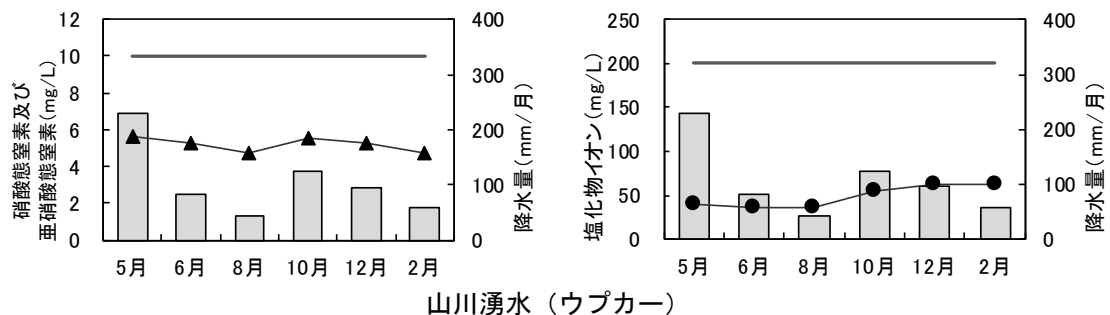 硝酸態窒素及び
亜硝酸態窒素(mg/L)
12
10
8
6
4
2
0
400
300
200
100
0
降水量(mm/月)
5月 6月 8月 10月 12月 2月
塩化物イオン(mg/L)
250
200
150
100
50
0
400
300
200
100
0
降水量(mm/月)
5月 6月 8月 10月 12月 2月
山川湧水（ウプカー）